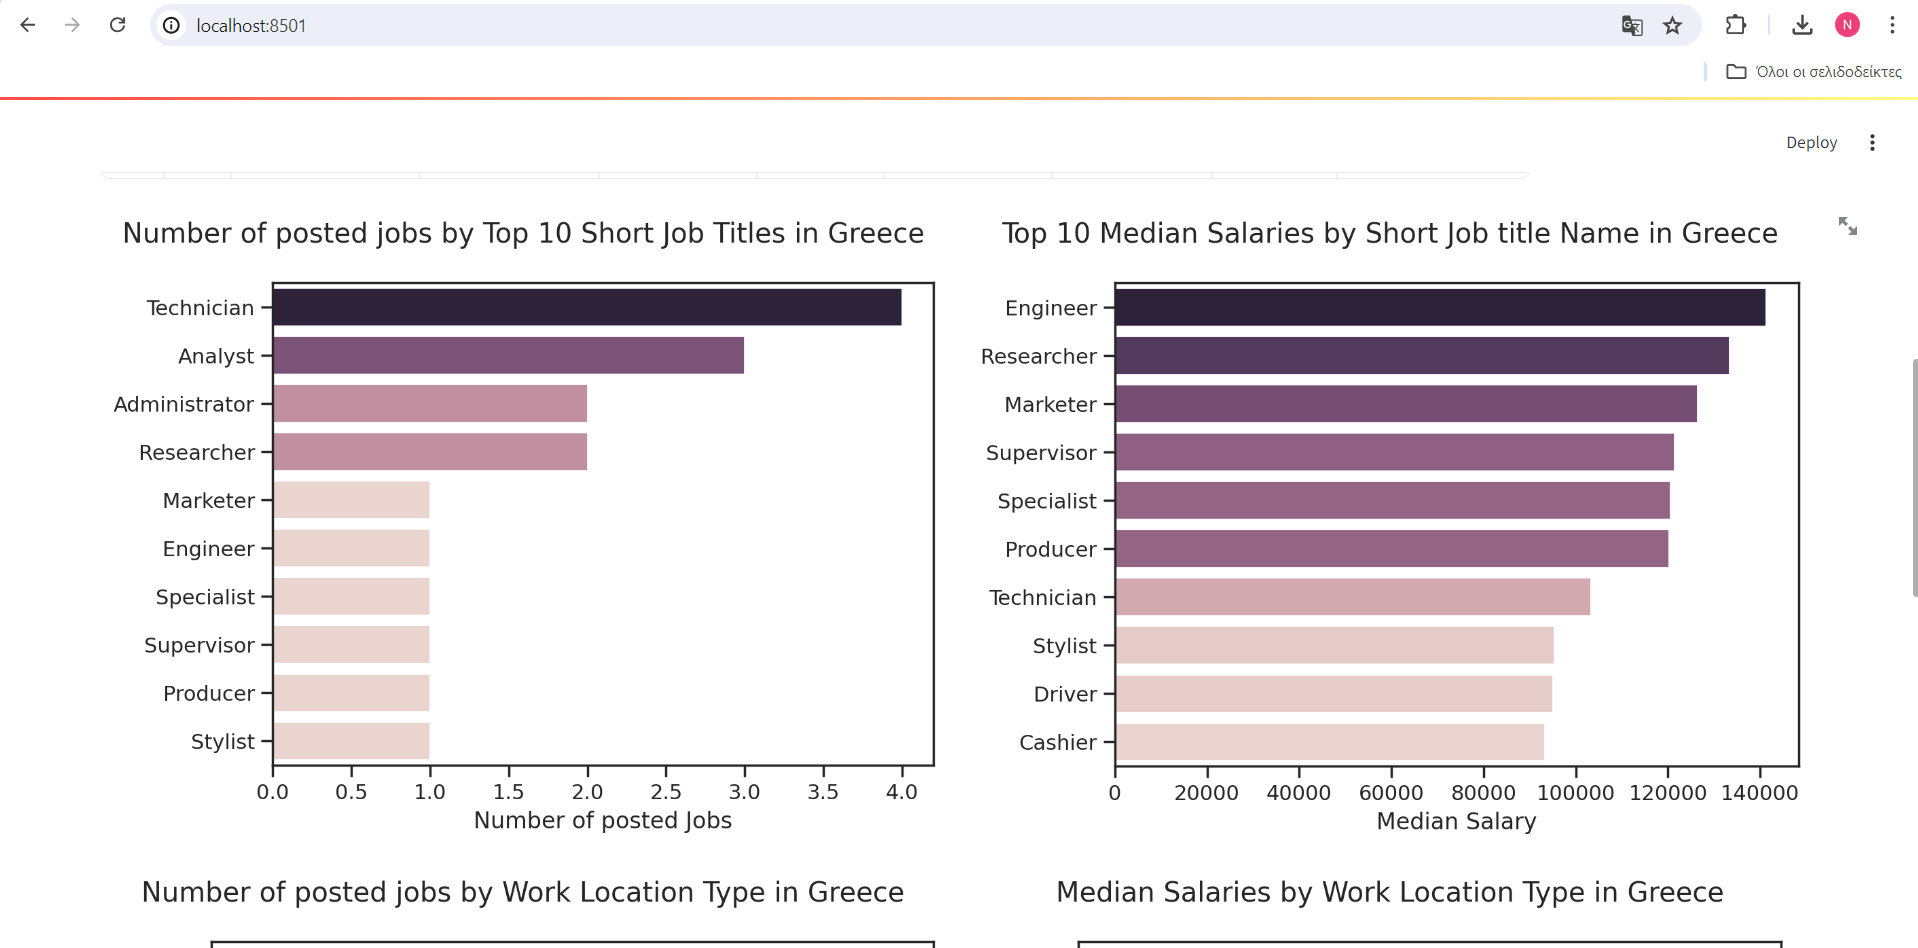 localhost:8501
N
Όλοι οι σελιδοδείκτες
Deploy
Number of posted jobs by Top 10 Short Job Titles in Greece
Technician
Analyst
Administrator
Researcher
Marketer
Engineer
Specialist
Supervisor
Producer
Stylist
0.0 0.5 1.0 1.5 2.0 2.5 3.0 3.5 4.0
Number of posted Jobs
Top 10 Median Salaries by Short Job title Name in Greece
Engineer
Researcher
Marketer
Supervisor
Specialist
Producer
Technician
Stylist
Driver
Cashier
0 20000 40000 60000 80000 100000 120000 140000
Median Salary
Number of posted jobs by Work Location Type in Greece
Median Salaries by Work Location Type in Greece